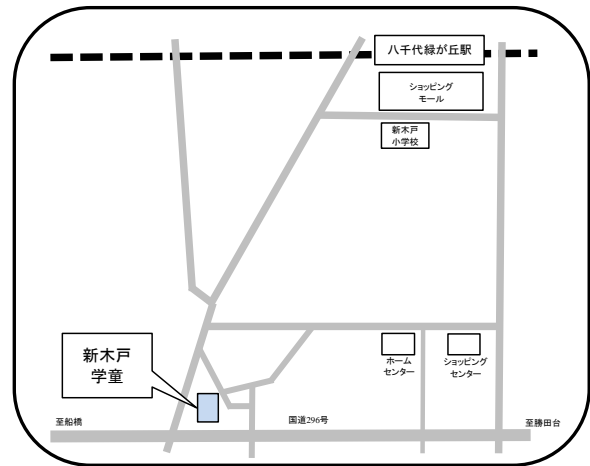 八千代緑が丘駅
ショッピング
モール
新木戸
小学校
新木戸
学童
ホーム
センター
ショッピング
センター
至船橋
国道296号
至勝田台